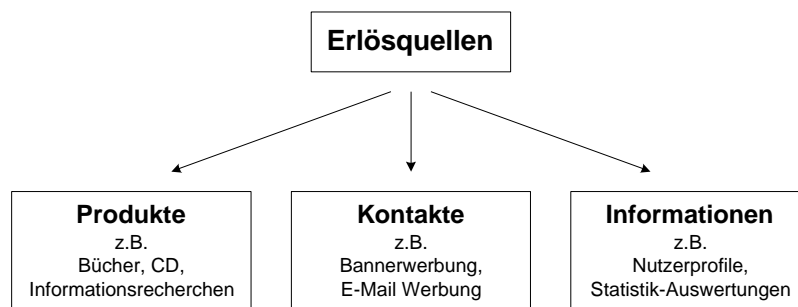 Erlösquellen
Produkte
z.B.
Bücher, CD,
Informationsrecherchen
Kontakte
z.B.
Bannerwerbung,
E-Mail Werbung
Informationen
z.B.
Nutzerprofile,
Statistik-Auswertungen